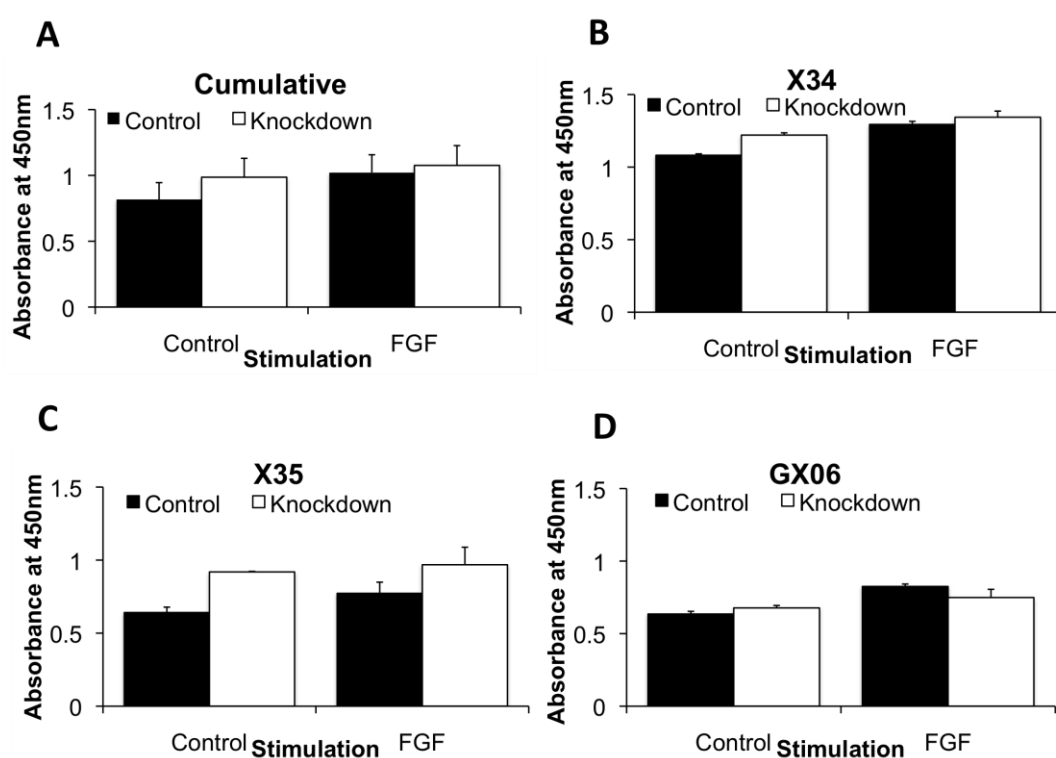 A
Cumulative
Absorbance at 450nm
1.5
1
0.5
0
Control Knockdown
Control Stimulation FGF
B
X34
Absorbance at 450nm
1.5
1
0.5
0
Control Knockdown
Control Stimulation FGF
C
X35
Absorbance at 450nm
1.5
1
0.5
0
Control Knockdown
Control Stimulation FGF
D
GX06
Absorbance at 450nm
1.5
1
0.5
0
Control Knockdown
Control Stimulation FGF